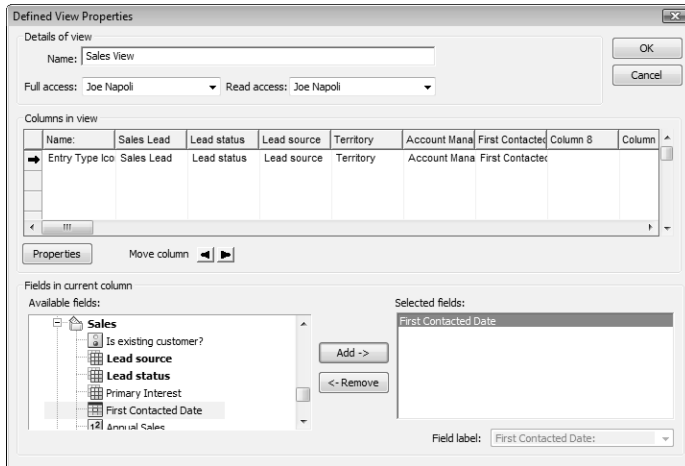 Defined View Properties
Details of view
Name: Sales View
OK
Full access: Joe Napoli Read access: Joe Napoli
Cancel
Columns in view
Name: Sales Lead Lead status Lead source Territory Account Mana First Contacted Column 8 Column
Entry Type Ico Sales Lead Lead status Lead source Territory Account Mana First Contacted
Properties Move column
Fields in current column
Available fields: Selected fields:
Sales
First Contacted Date
Is existing customer?
Lead source
Add ->
Lead status
Primary Interest
<- Remove
First Contacted Date
12 Annual Sales
Field label: First Contacted Date: